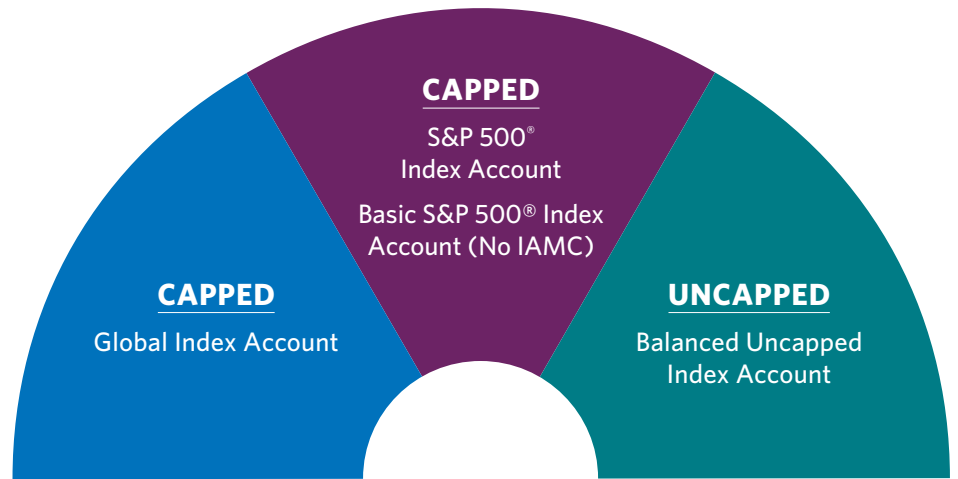 CAPPED
S&P 500®
Index Account
Basic S&P 500® Index
Account (No IAMC)
CAPPED
Global Index Account
UNCAPPED
Balanced Uncapped
Index Account